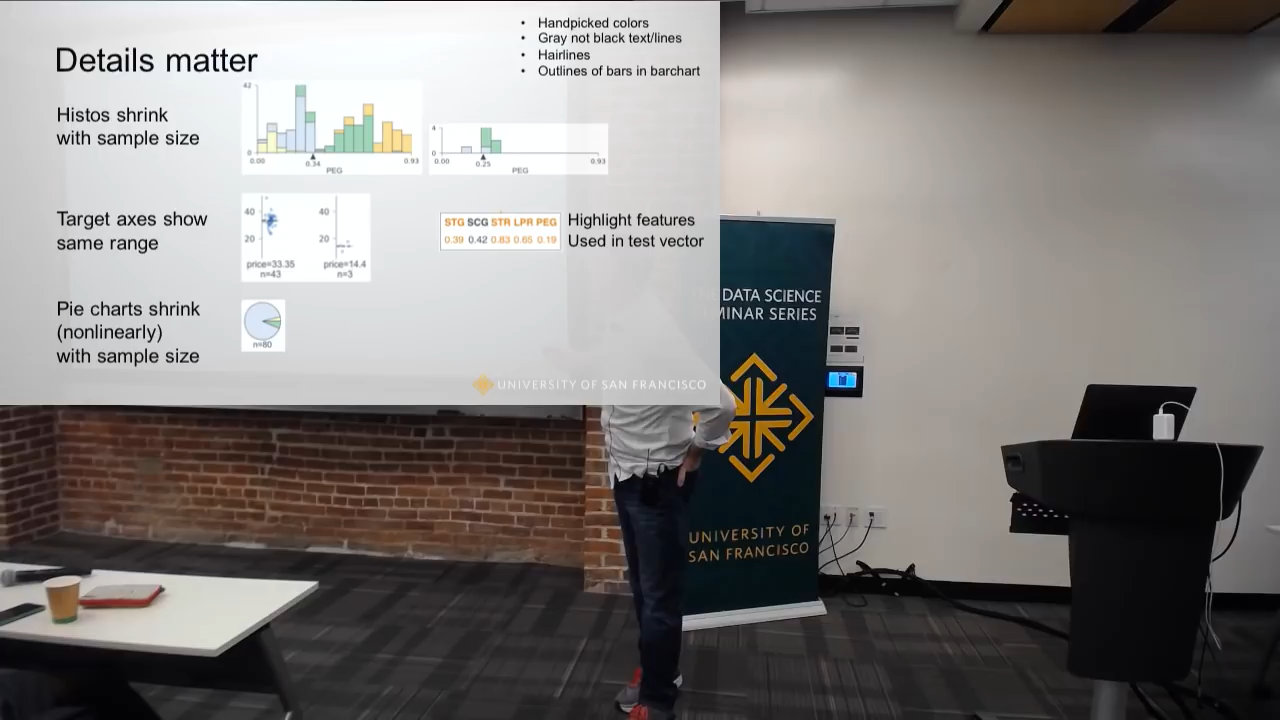 Details matter
• Handpicked colors
• Gray not black text/lines
• Hairlines
• Outlines of bars in barchart
Histos shrink
with sample size
42
0
0.00
0.34
0.93
PEG
4
0
0.00
0.25
0.93
PEG
Target axes show
same range
40
20
price=33.35
n=43
40
20
price=14.4
n=3
STG SCG STR LPR PEG
0.39 0.42 0.83 0.65 0.19
Highlight features
Used in test vector
Pie charts shrink
(nonlinearly)
with sample size
n=80
UNIVERSITY OF SAN FRANCISCO
DATA SCIENCE
MINAR SERIES
UNIVERSITY OF
SAN FRANCISCO